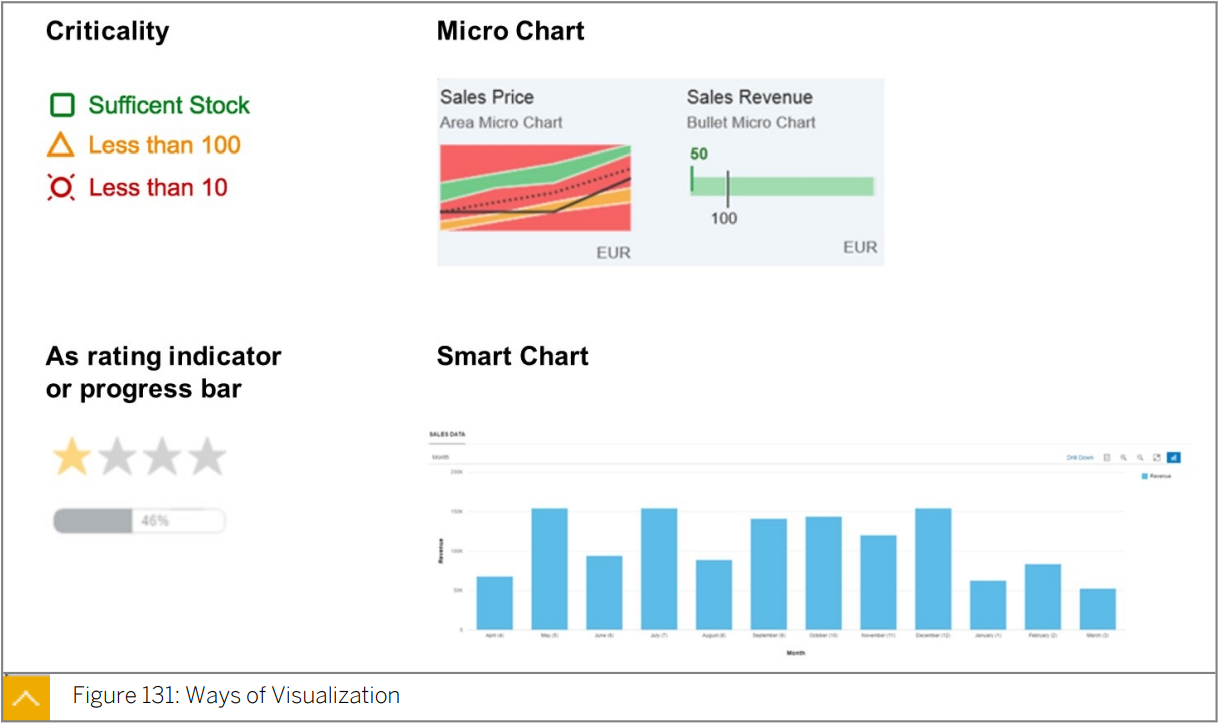 Criticality
Micro Chart
Sufficent Stock
Less than 100
Less than 10
Sales Price
Area Micro Chart
EUR
Sales Revenue
Bullet Micro Chart
50
100
EUR
As rating indicator
or progress bar
46%
Smart Chart
SALES DATA
Month
Drill Down
Revenue
200K
150K
100K
50K
0
Revenue
April (4)
May (5)
June (6)
July (7)
August (8)
September (9)
October (10)
November (11)
December (12)
January (1)
February (2)
March (3)
Month
Figure 131: Ways of Visualization